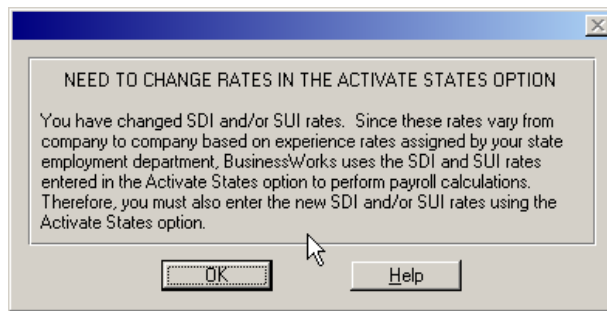 NEED TO CHANGE RATES IN THE ACTIVATE STATES OPTION
You have changed SDI and/or SUI rates. Since these rates vary from
company to company based on experience rates assigned by your state
employment department, BusinessWorks uses the SDI and SUI rates
entered in the Activate States option to perform payroll calculations.
Therefore, you must also enter the new SDI and/or SUI rates using the
Activate States option.
OK Help